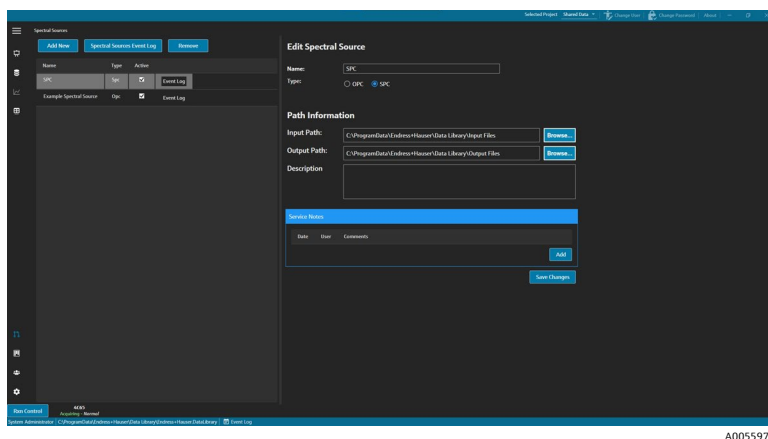 Selected Project Shared Data Change User Change Password About
Spectral Sources
Add New Spectral Sources Event Log Remove
Name Type Active
SPC Spc Event Log
Example Spectral Source Opc Event Log
Edit Spectral Source
Name: SPC
Type: OPC SPC
Path Information
Input Path: C:\ProgramData\Endress+Hauser\Data Library\Input Files Browse...
Output Path: C:\ProgramData\Endress+Hauser\Data Library\Output Files Browse...
Description
Service Notes
Date User Comments
Add
Save Changes
Run Control
Acquiring - Normal
System Administrator C:\ProgramData\Endress+Hauser\Data Library\Endress+Hauser.DataLibrary Event Log
A005597